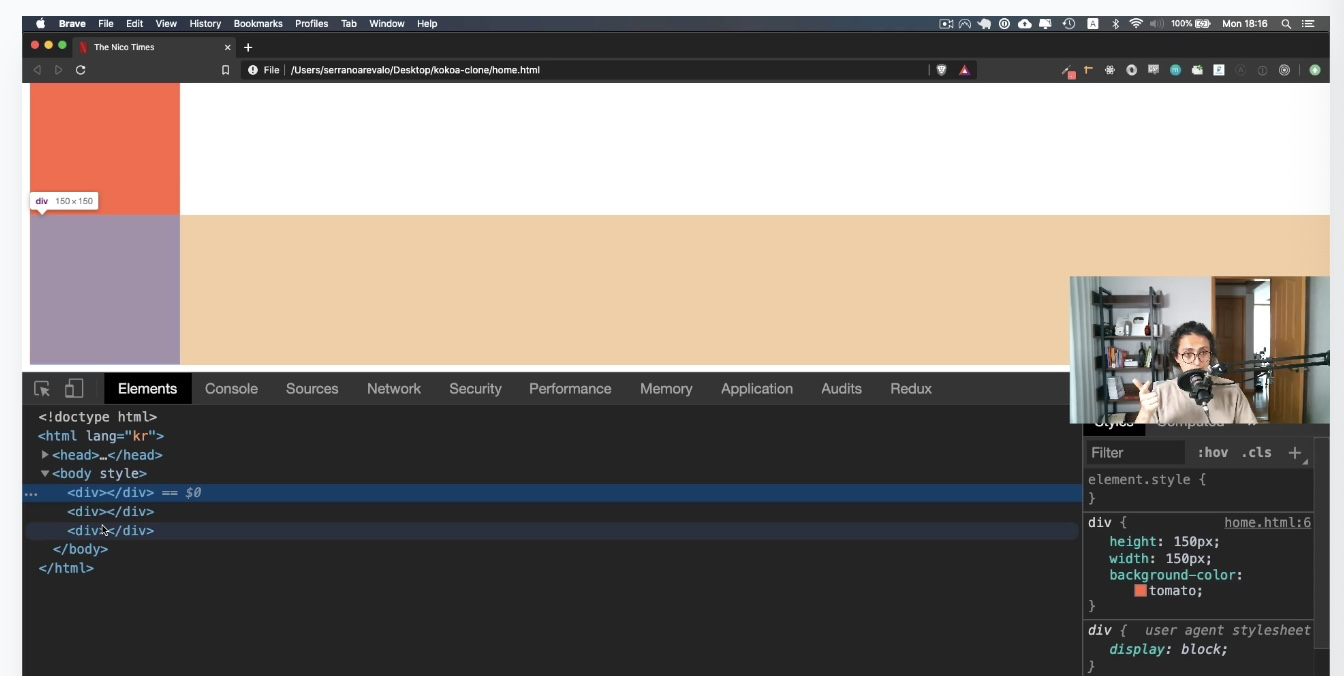 Brave File Edit View History Bookmarks Profiles Tab Window Help 100% Mon 18:16
The Nico Times
File /Users/serranoarevalo/Desktop/kokoa-clone/home.html
div 150 × 150
Elements Console Sources Network Security Performance Memory Application Audits Redux
<!doctype html>
<html lang="kr">
<head>…</head>
<body style>
<div></div> == $0
<div></div>
<div></div>
</body>
</html>
Styles Computed
Filter :hov .cls
element.style {
}
div { home.html:6
height: 150px;
width: 150px;
background-color:
tomato;
}
div { user agent stylesheet
display: block;
}